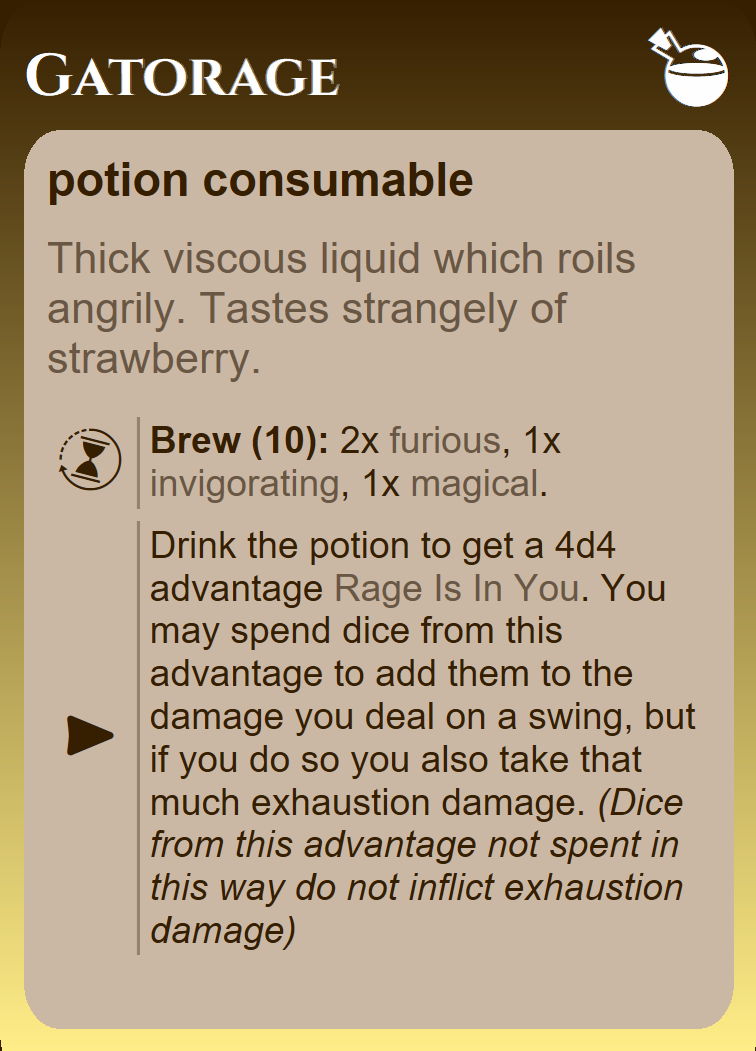 GATORAGE
potion consumable
Thick viscous liquid which roils
angrily. Tastes strangely of
strawberry.
Brew (10): 2x furious, 1x
invigorating, 1x magical.
Drink the potion to get a 4d4
advantage Rage Is In You. You
may spend dice from this
advantage to add them to the
damage you deal on a swing, but
if you do so you also take that
much exhaustion damage. (Dice
from this advantage not spent in
this way do not inflict exhaustion
damage)